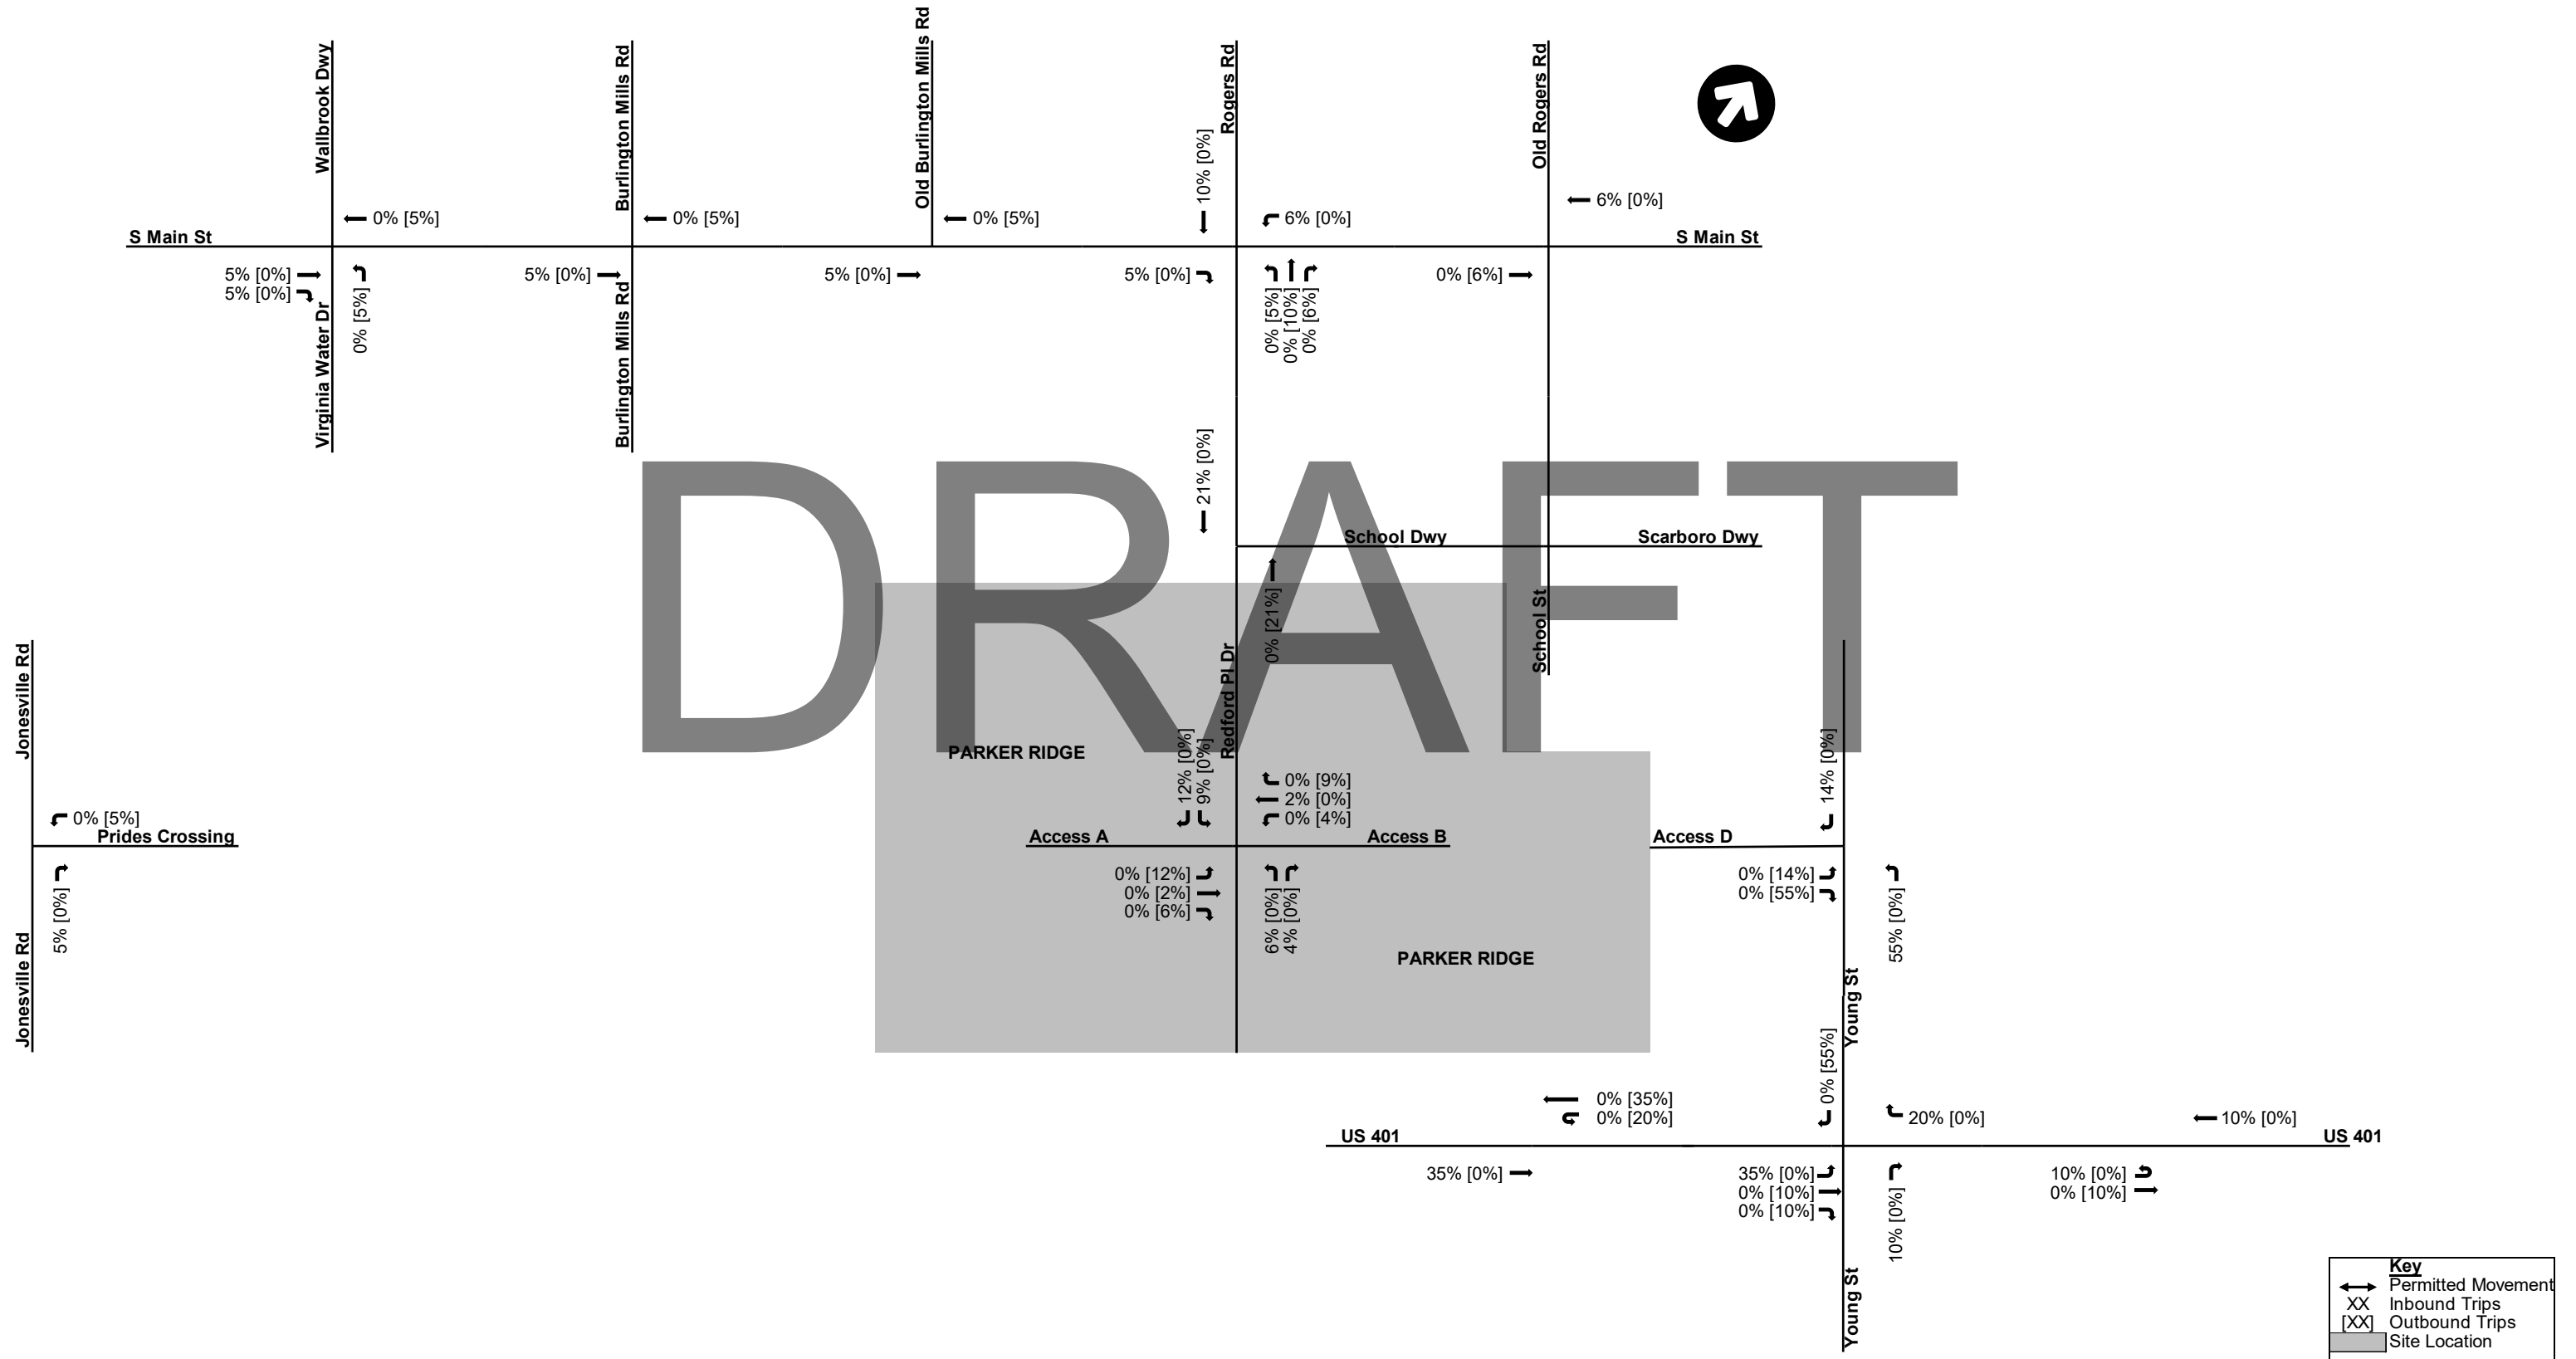 Wallbrook Dwy
Burlington Mills Rd
Old Burlington Mills Rd
Rogers Rd
Old Rogers Rd
10% [0%]
6% [0%]
0% [5%]
0% [5%]
0% [5%]
6% [0%]
S Main St
S Main St
5% [0%]
5% [0%]
0% [5%]
Virginia Water Dr
5% [0%]
Burlington Mills Rd
5% [0%]
5% [0%]
0% [5%]
0% [10%]
0% [6%]
0% [6%]
21% [0%]
DRAFT
School Dwy
Scarboro Dwy
0% [21%]
School St
Redford Pl Dr
Jonesville Rd
PARKER RIDGE
12% [0%]
9% [0%]
0% [9%]
2% [0%]
0% [4%]
14% [0%]
0% [5%]
Prides Crossing
Access A
Access B
Access D
5% [0%]
Jonesville Rd
0% [12%]
0% [2%]
0% [6%]
6% [0%]
4% [0%]
0% [14%]
0% [55%]
55% [0%]
PARKER RIDGE
Young St
0% [55%]
0% [35%]
0% [20%]
20% [0%]
10% [0%]
US 401
US 401
35% [0%]
35% [0%]
0% [10%]
0% [10%]
10% [0%]
10% [0%]
0% [10%]
Young St
Key
Permitted Movement
XX Inbound Trips
[XX] Outbound Trips
Site Location